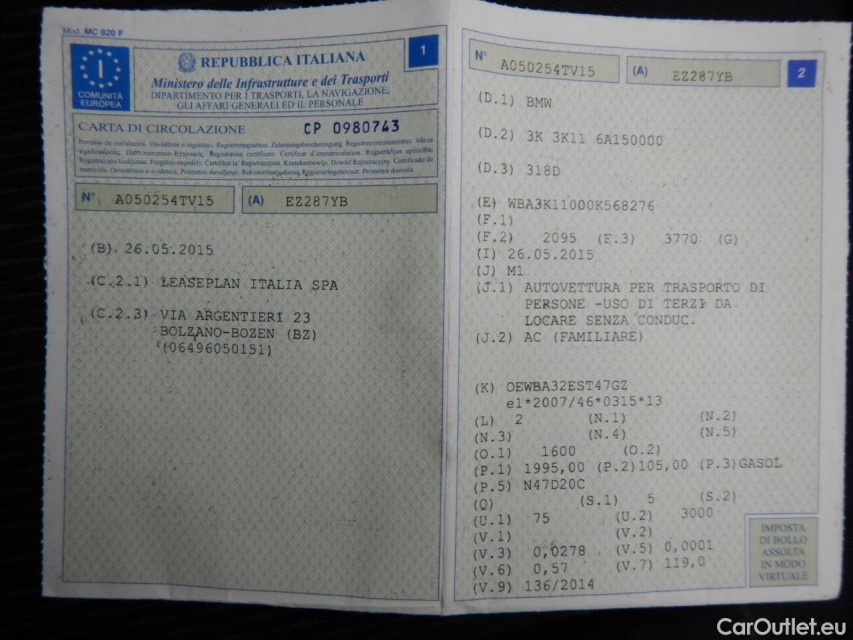 Mod. MC 820 F
I
COMUNITÀ
EUROPEA
REPUBBLICA ITALIANA
1
Ministero delle Infrastrutture e dei Trasporti
DIPARTIMENTO PER I TRASPORTI, LA NAVIGAZIONE,
GLI AFFARI GENERALI ED IL PERSONALE
CARTA DI CIRCOLAZIONE CP 0980743
N° A050254TV15 (A) EZ287YB
(B) 26.05.2015
(C.2.1) LEASEPLAN ITALIA SPA
(C.2.3) VIA ARGENTIERI 23
BOLZANO-BOZEN (BZ)
(06496050151)
N° A050254TV15 (A) EZ287YB 2
(D.1) BMW
(D.2) 3K 3K11 6A150000
(D.3) 318D
(E) WBA3K11000K568276
(F.1)
(F.2) 2095 (F.3) 3770 (G)
(I) 26.05.2015
(J) M1
(J.1) AUTOVETTURA PER TRASPORTO DI
PERSONE -USO DI TERZI DA
LOCARE SENZA CONDUC.
(J.2) AC (FAMILIARE)
(K) OEWBA32EST47GZ
e1*2007/46*0315*13
(L) 2 (N.1) (N.2)
(N.3) (N.4) (N.5)
(O.1) 1600 (O.2)
(P.1) 1995,00 (P.2)105,00 (P.3)GASOL
(P.5) N47D20C
(Q) (S.1) 5 (S.2)
(U.1) 75 (U.2) 3000
(V.1) (V.2)
(V.3) 0,0278 (V.5) 0,0001
(V.6) 0,57 (V.7) 119,0
(V.9) 136/2014
IMPOSTA
DI BOLLO
ASSOLTA
IN MODO
VIRTUALE
CarOutlet.eu